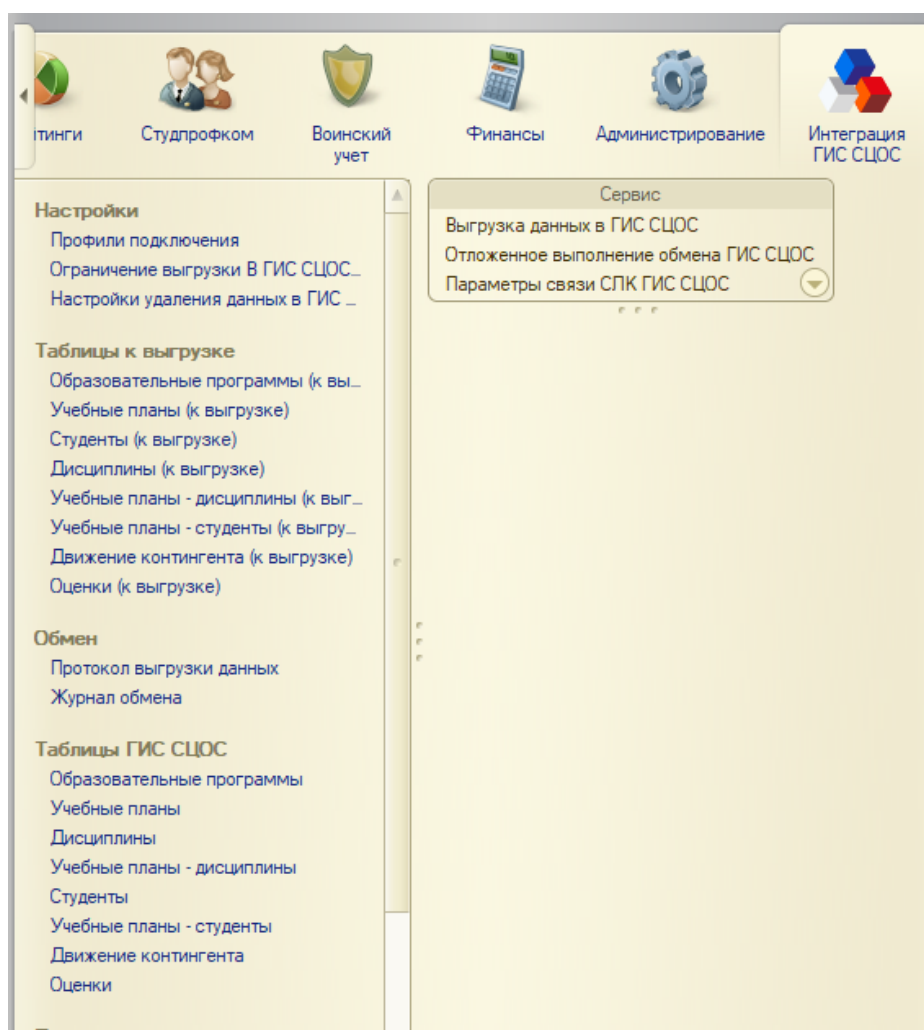 тинги
Студпрофком
Воинский
учет
Финансы
Администрирование
Интеграция
ГИС СЦОС
Настройки
Профили подключения
Ограничение выгрузки В ГИС СЦОС...
Настройки удаления данных в ГИС ...
Таблицы к выгрузке
Образовательные программы (к вы...
Учебные планы (к выгрузке)
Студенты (к выгрузке)
Дисциплины (к выгрузке)
Учебные планы - дисциплины (к выг...
Учебные планы - студенты (к выгру...
Движение контингента (к выгрузке)
Оценки (к выгрузке)
Обмен
Протокол выгрузки данных
Журнал обмена
Таблицы ГИС СЦОС
Образовательные программы
Учебные планы
Дисциплины
Учебные планы - дисциплины
Студенты
Учебные планы - студенты
Движение контингента
Оценки
Сервис
Выгрузка данных в ГИС СЦОС
Отложенное выполнение обмена ГИС СЦОС
Параметры связи СПК ГИС СЦОС